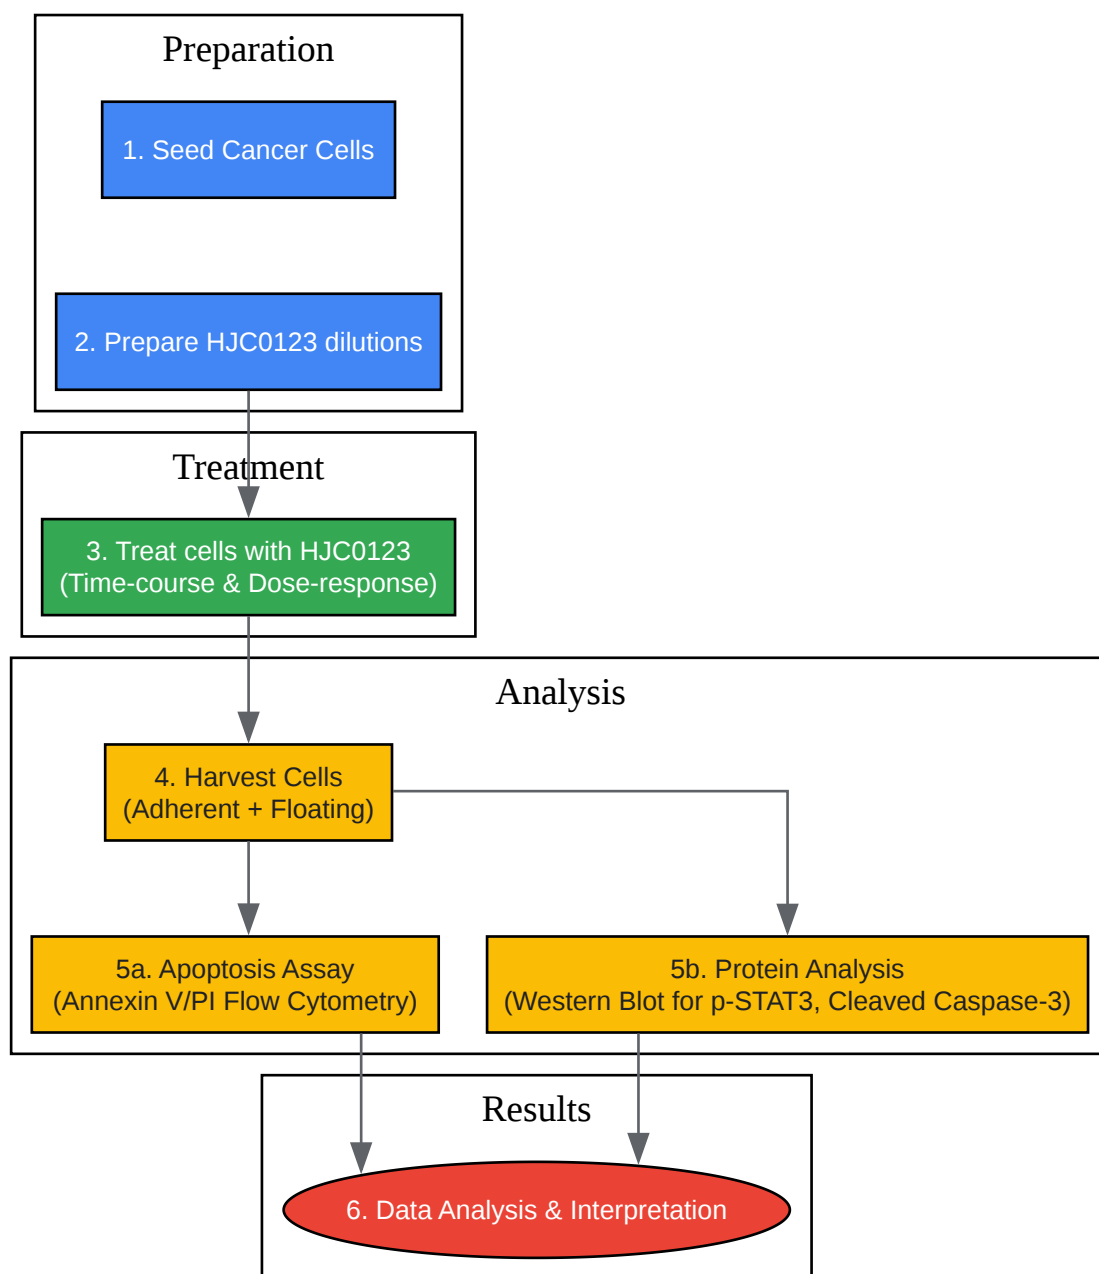 Preparation
1. Seed Cancer Cells
2. Prepare HJC0123 dilutions
Treatment
3. Treat cells with HJC0123
(Time-course & Dose-response)
Analysis
4. Harvest Cells
(Adherent + Floating)
5a. Apoptosis Assay
(Annexin V/PI Flow Cytometry)
5b. Protein Analysis
(Western Blot for p-STAT3, Cleaved Caspase-3)
Results
6. Data Analysis & Interpretation